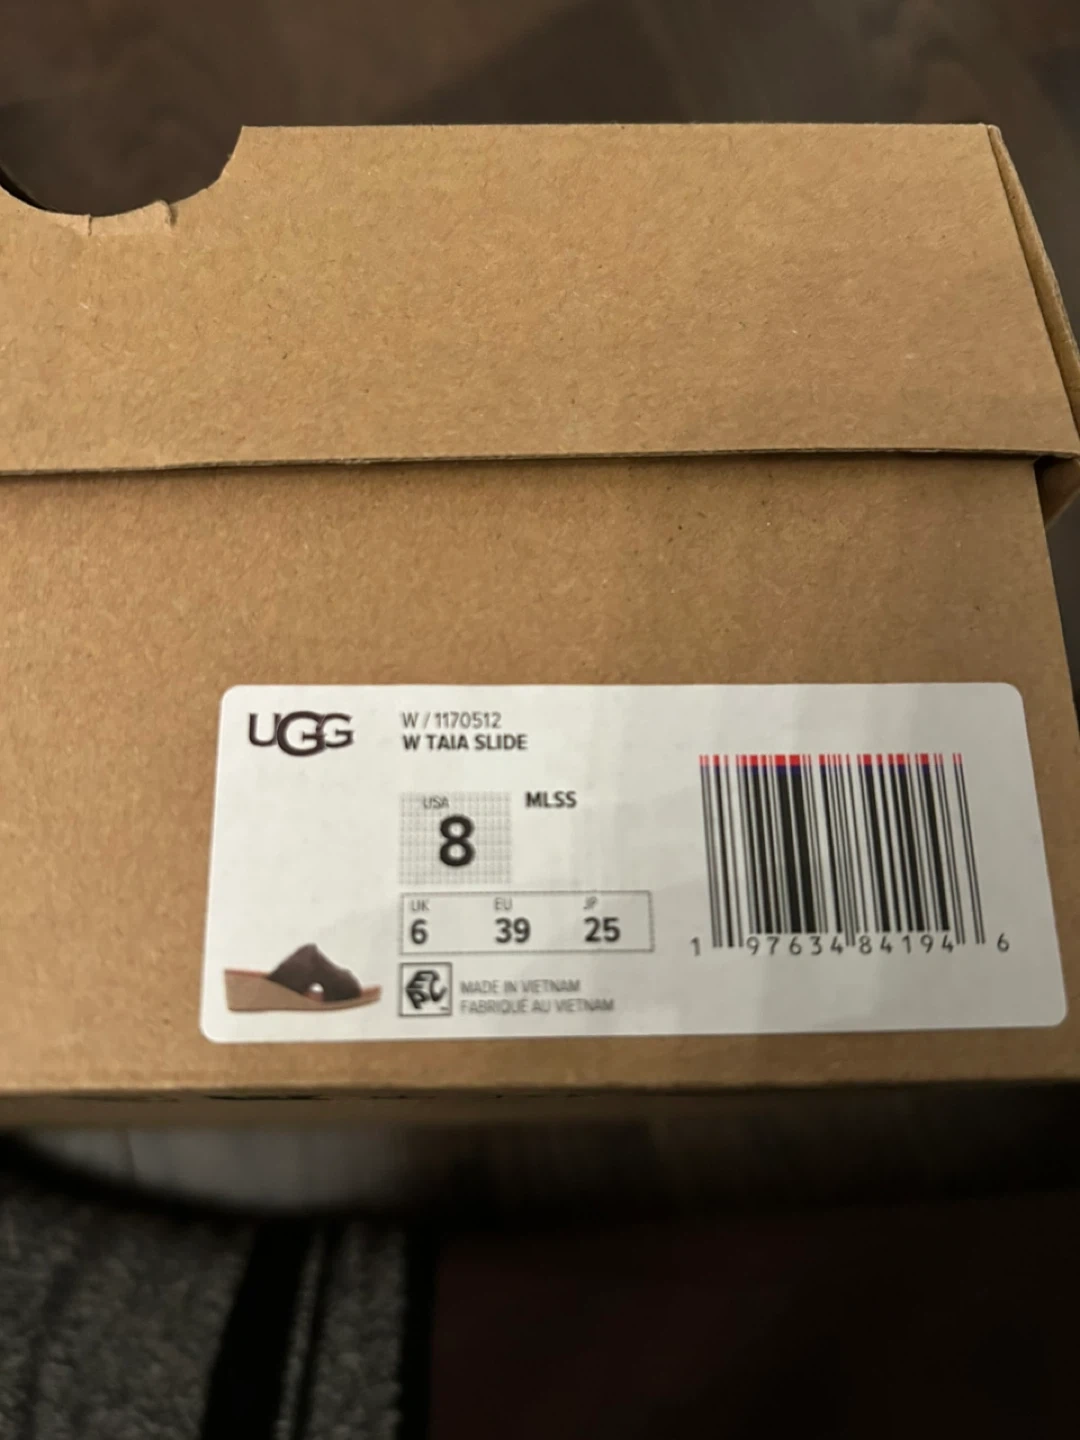 UGG
W / 1170512
W TAIA SLIDE
USA
8
MLSS
UK
6
EU
39
JP
25
MADE IN VIETNAM
FABRIQUÉ AU VIETNAM
1 97634 84194 6